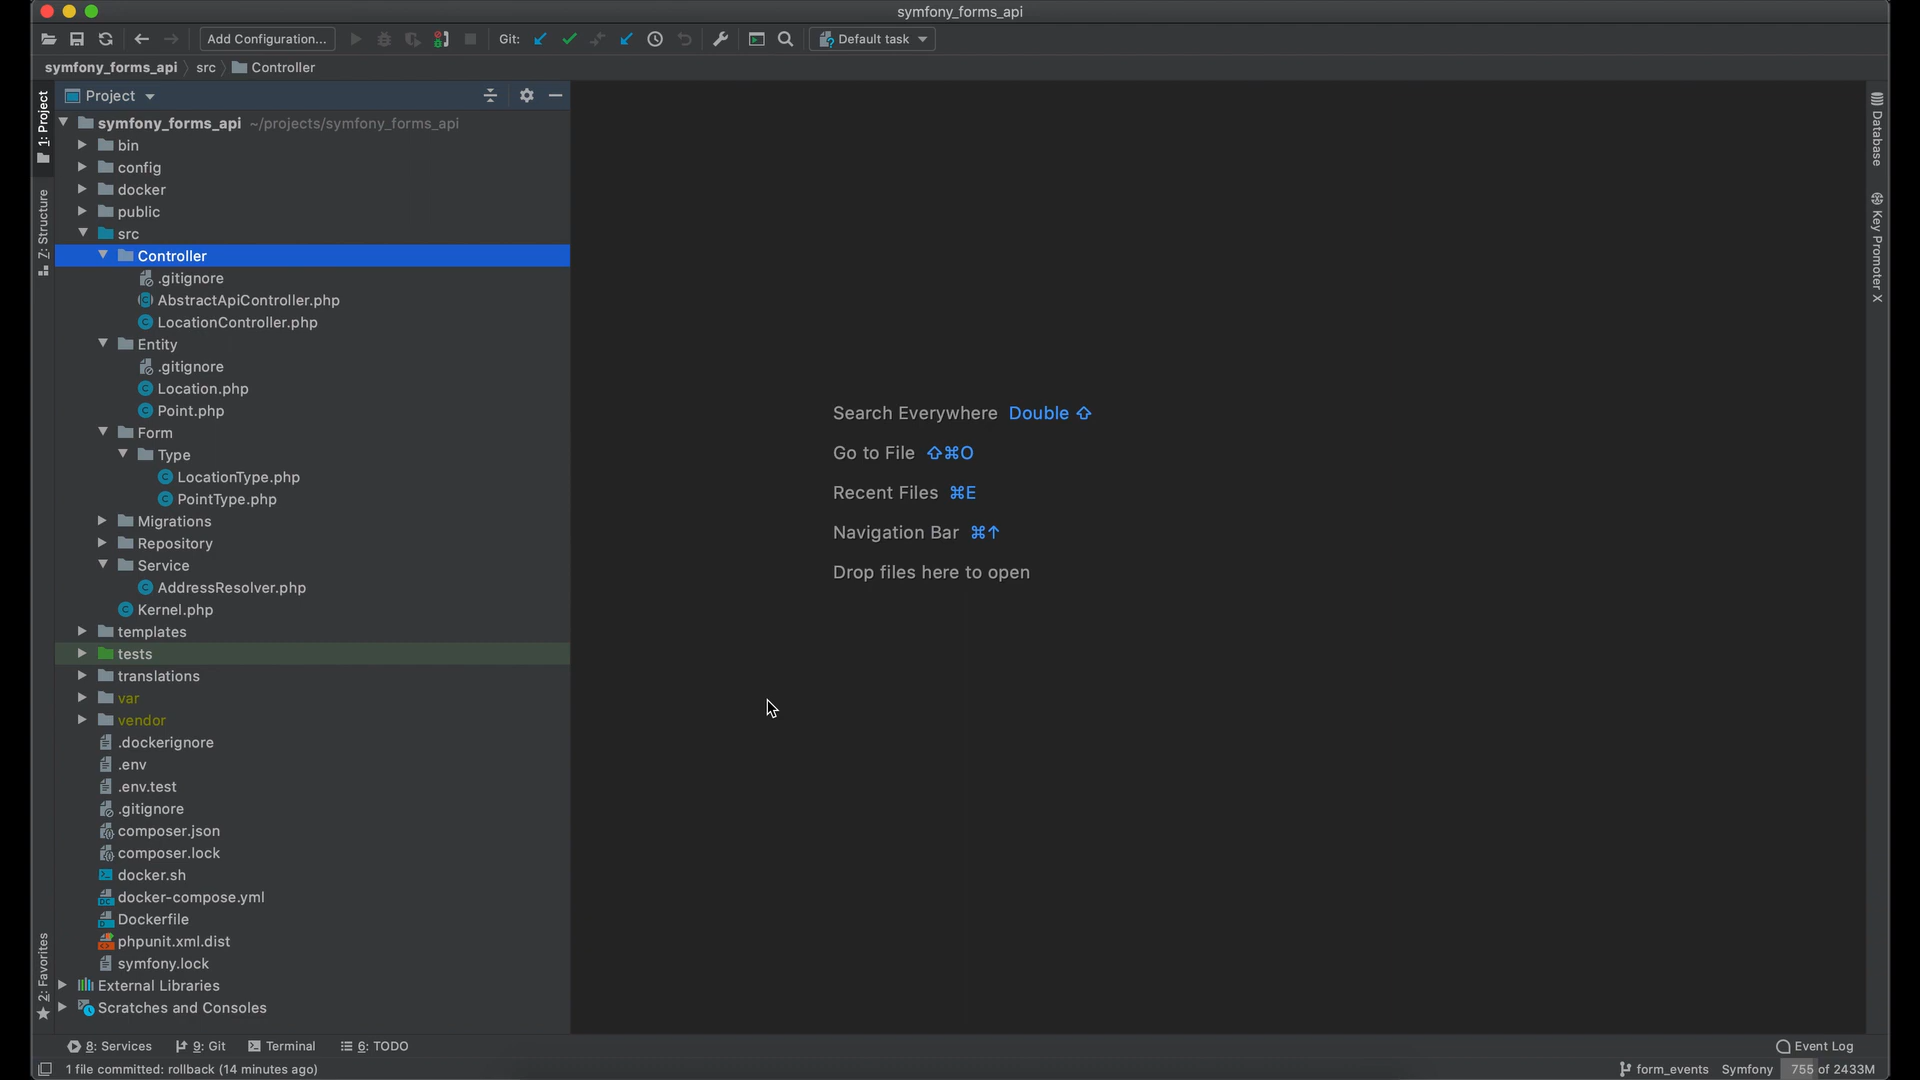 symfony_forms_api
Add Configuration...
Git:
Default task
symfony_forms_api
src
Controller
Project
1: Project
Z: Structure
2: Favorites
symfony_forms_api ~/projects/symfony_forms_api
bin
config
docker
public
src
Controller
.gitignore
AbstractApiController.php
LocationController.php
Entity
.gitignore
Location.php
Point.php
Form
Type
LocationType.php
PointType.php
Migrations
Repository
Service
AddressResolver.php
Kernel.php
templates
tests
translations
var
vendor
.dockerignore
.env
.env.test
.gitignore
composer.json
composer.lock
docker.sh
docker-compose.yml
Dockerfile
phpunit.xml.dist
symfony.lock
External Libraries
Scratches and Consoles
Search Everywhere Double ⇧
Go to File ⇧⌘O
Recent Files ⌘E
Navigation Bar ⌘↑
Drop files here to open
Database
Key Promoter X
8: Services
9: Git
Terminal
6: TODO
Event Log
1 file committed: rollback (14 minutes ago)
form_events
Symfony
755 of 2433M